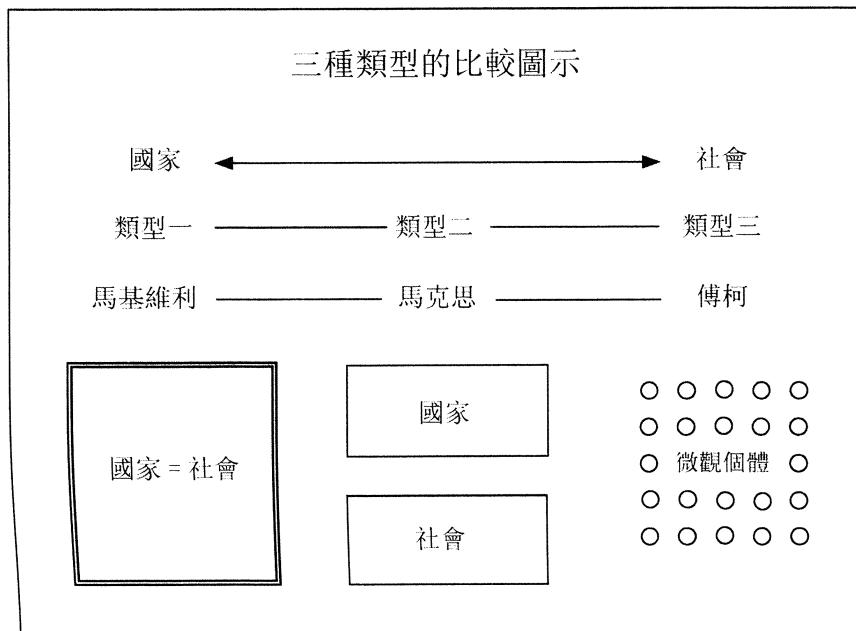 三種類型的比較圖示
國家 社會
類型一 類型二 類型三
馬基維利 馬克思 傅柯
國家 = 社會
國家
社會
微觀個體